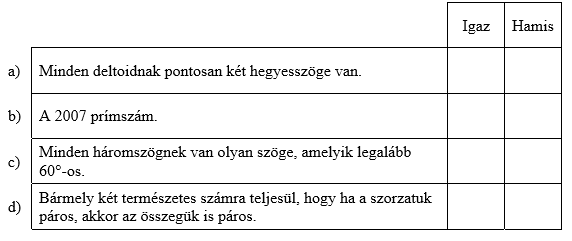 Igaz Hamis
a) Minden deltoidnak pontosan két hegyesszöge van.
b) A 2007 prímszám.
c) Minden háromszögnek van olyan szöge, amelyik legalább
60°-os.
d) Bármely két természetes számra teljesül, hogy ha a szorzatuk
páros, akkor az összegük is páros.